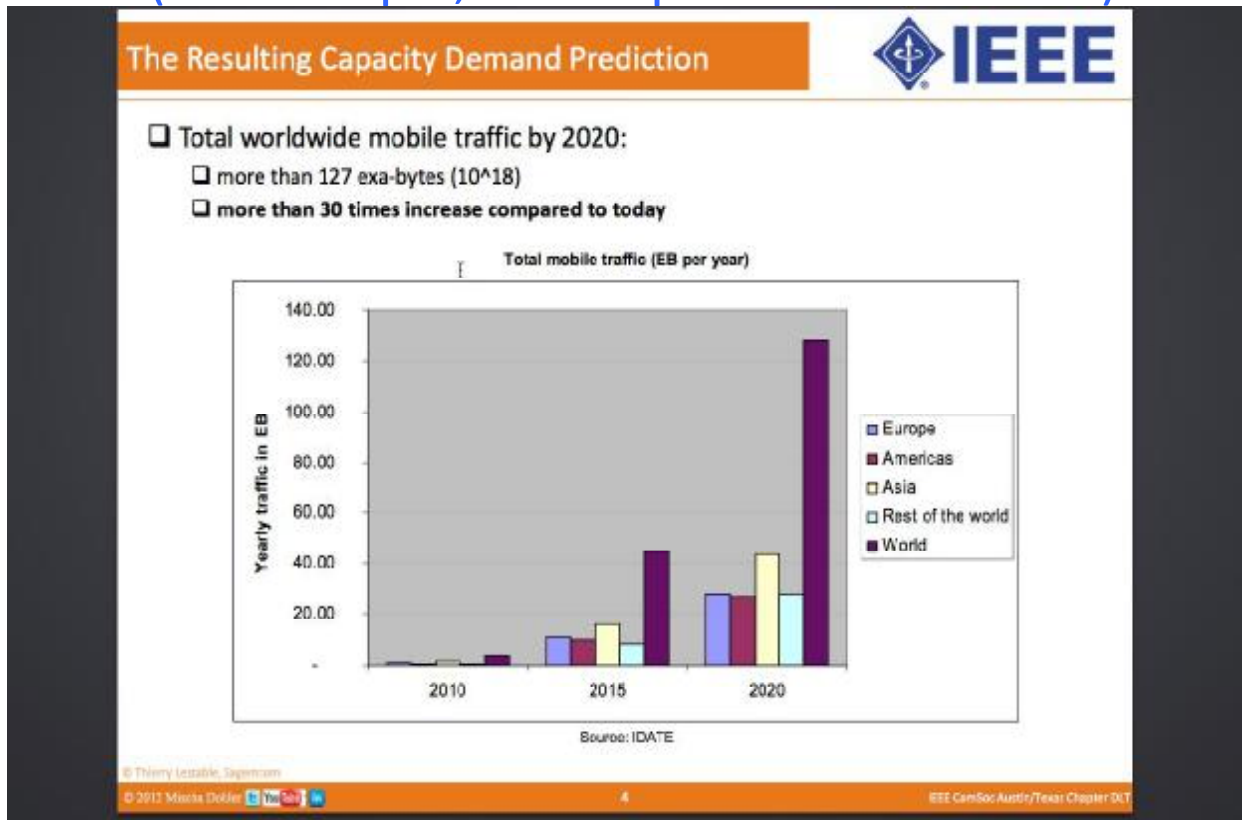 The Resulting Capacity Demand Prediction
IEEE
Total worldwide mobile traffic by 2020:
more than 127 exa-bytes (10^18)
more than 30 times increase compared to today
Total mobile traffic (EB per year)
140.00
120.00
100.00
80.00
60.00
40.00
20.00
-
Yearly traffic in EB
2010 2015 2020
Europe
Americas
Asia
Rest of the world
World
Source: IDATE
© Thierry Lestable, Sagemcom
Mischa Dohler You Tube in 4 IEEE ComSoc Austin/Texas Chapter DLT